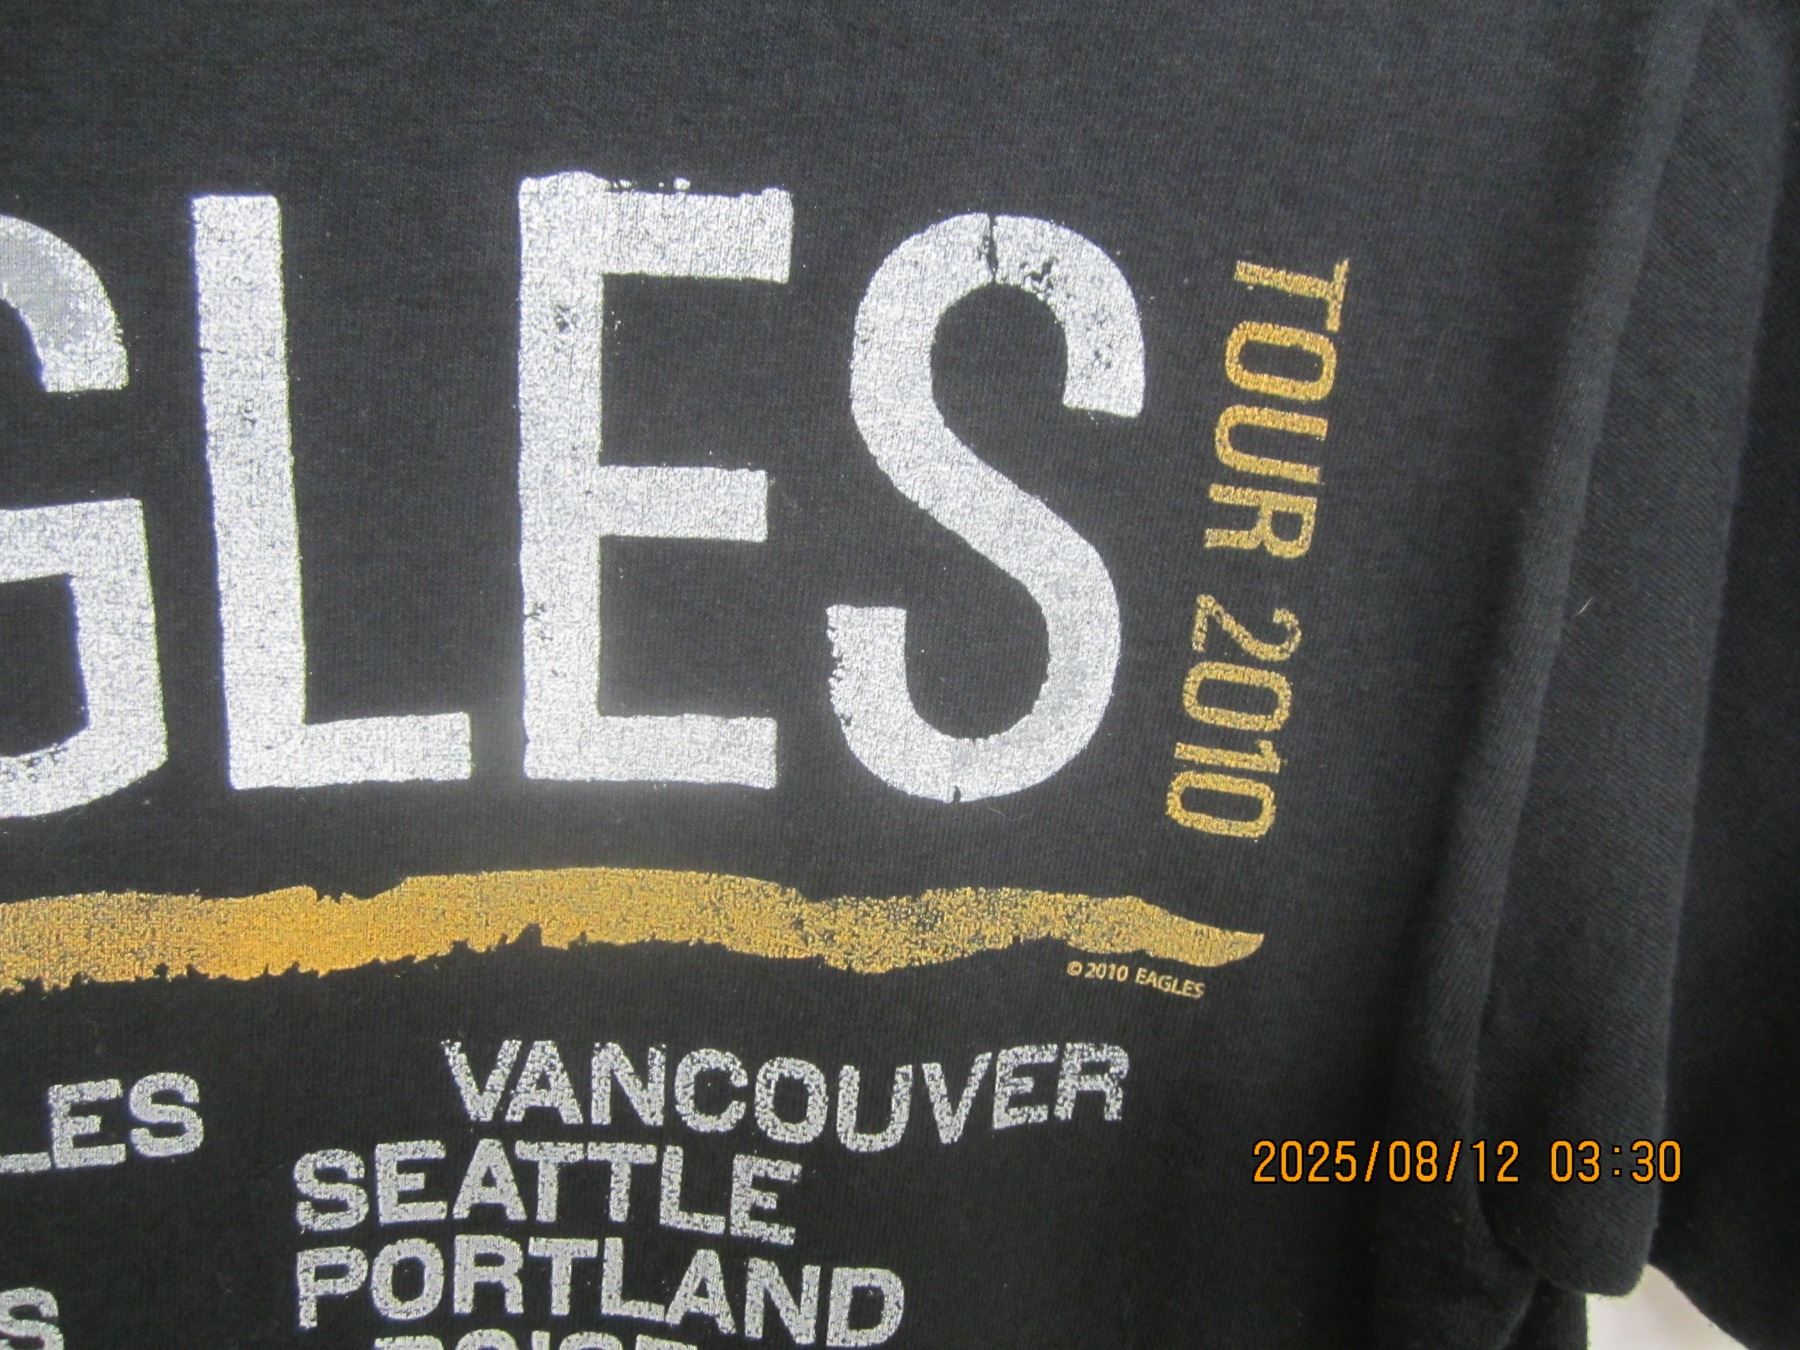 GLES
TOUR 2010
© 2010 EAGLES
LES
VANCOUVER
SEATTLE
PORTLAND
S
2025/08/12 03:30